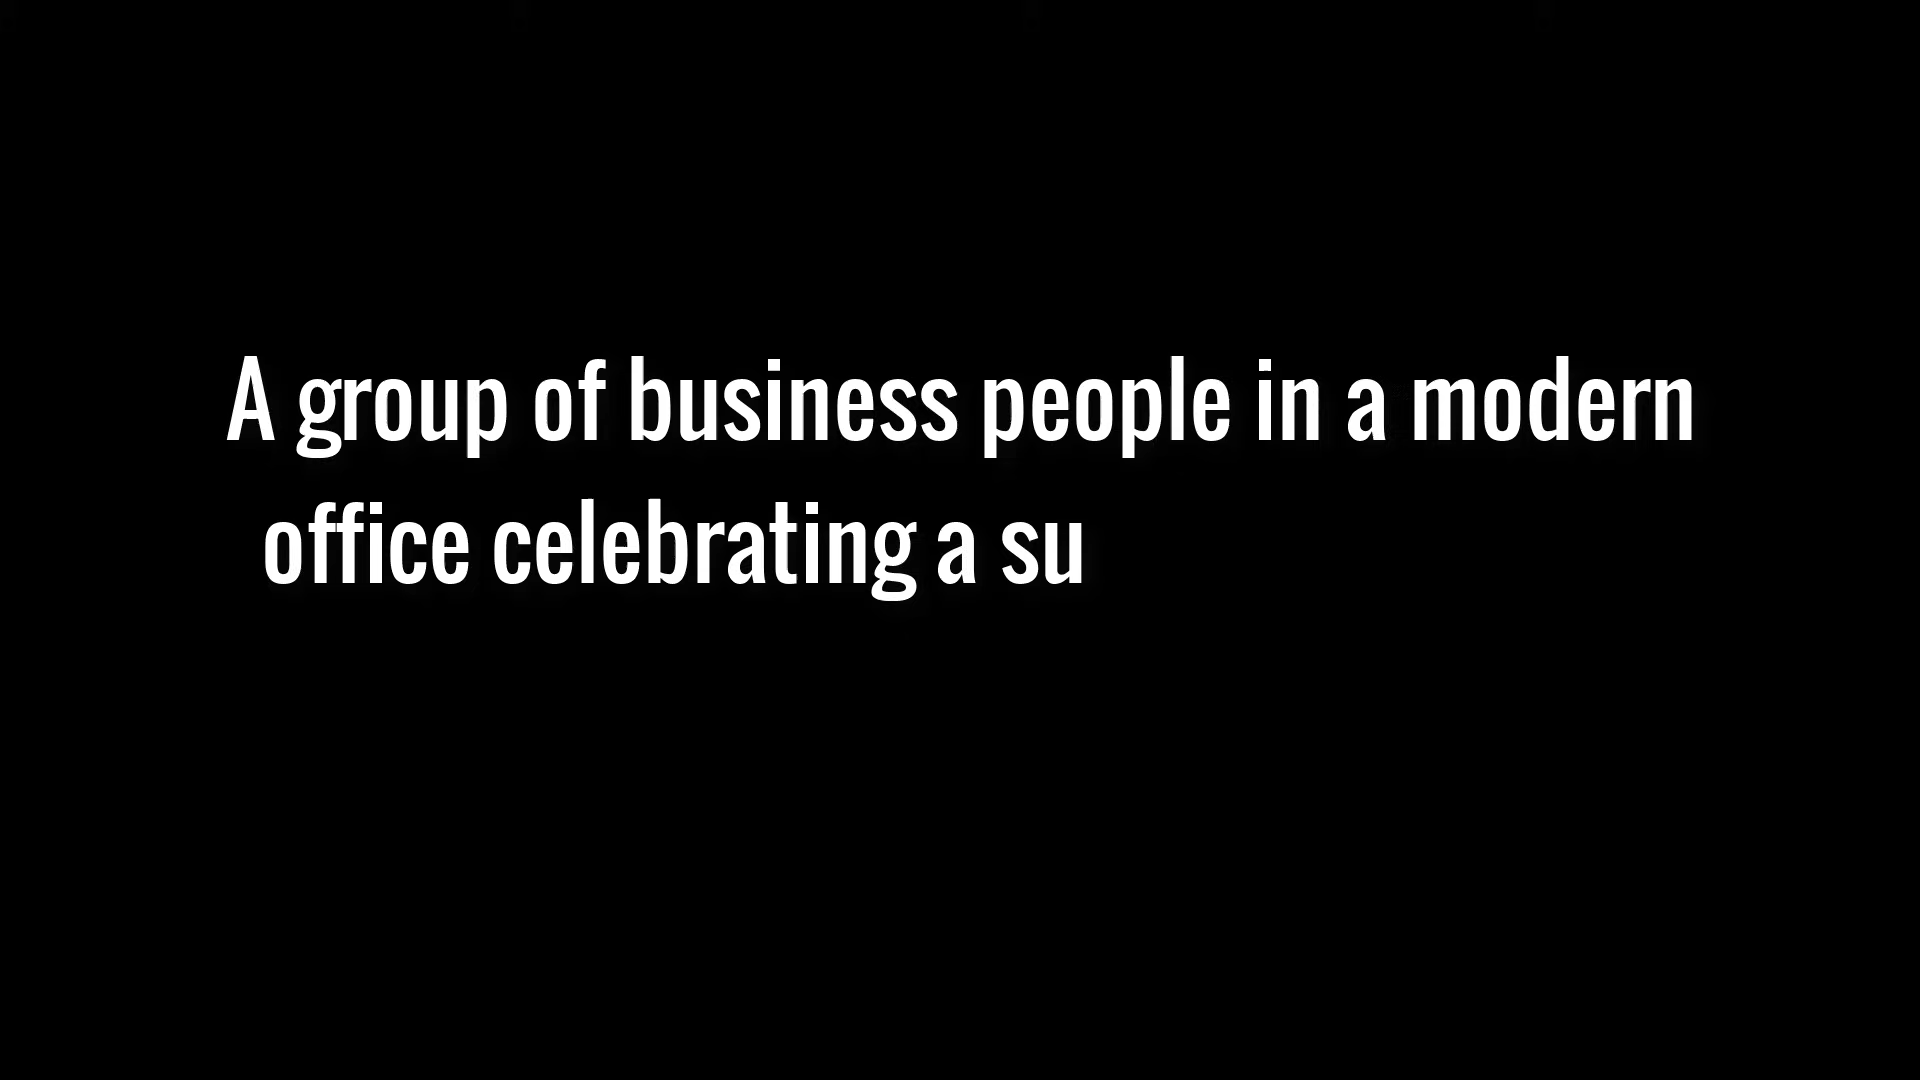 A group of business people in a modern
office celebrating a su